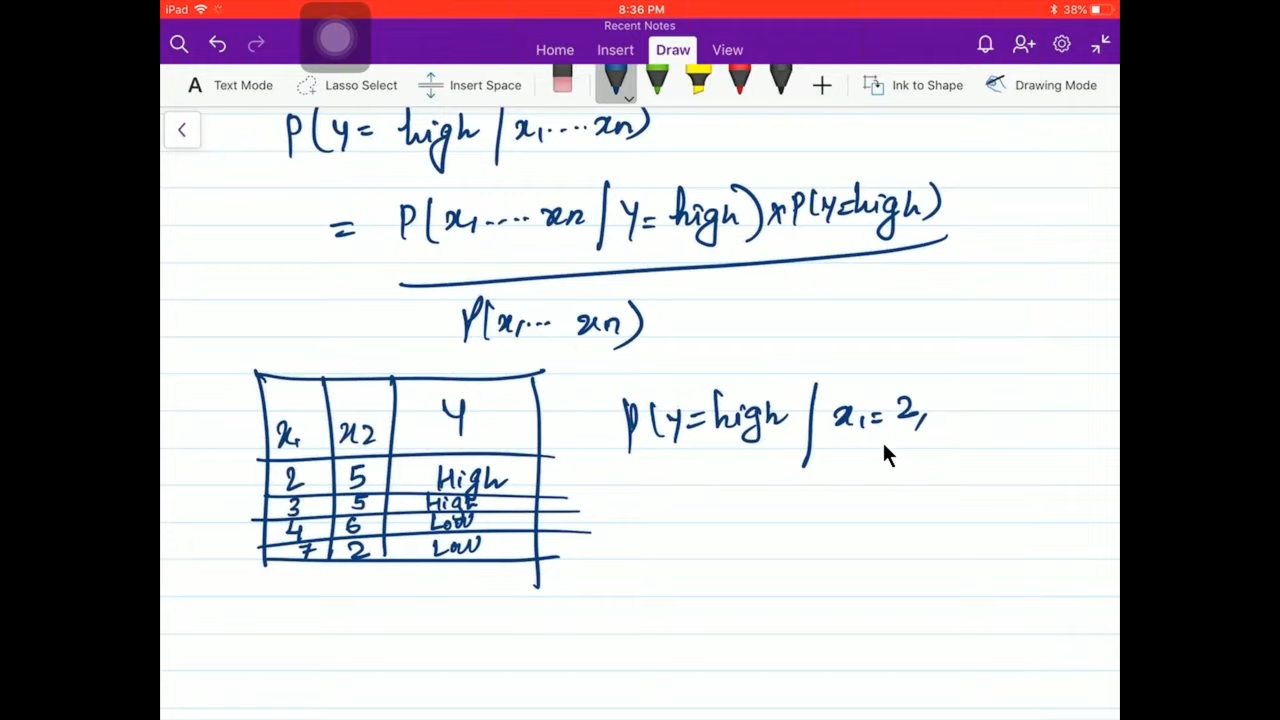 iPad 8:36 PM 38%
Recent Notes
Home Insert Draw View
A Text Mode Lasso Select Insert Space + Ink to Shape Drawing Mode
P(y= high / x1....xn)
= P(x1.....xn / Y= high) x P(Y=high)
P(x1... xn)
x1 x2 Y
2 5 High
3 5 High
4 6 Low
7 2 Low
P(y=high / x1= 2,